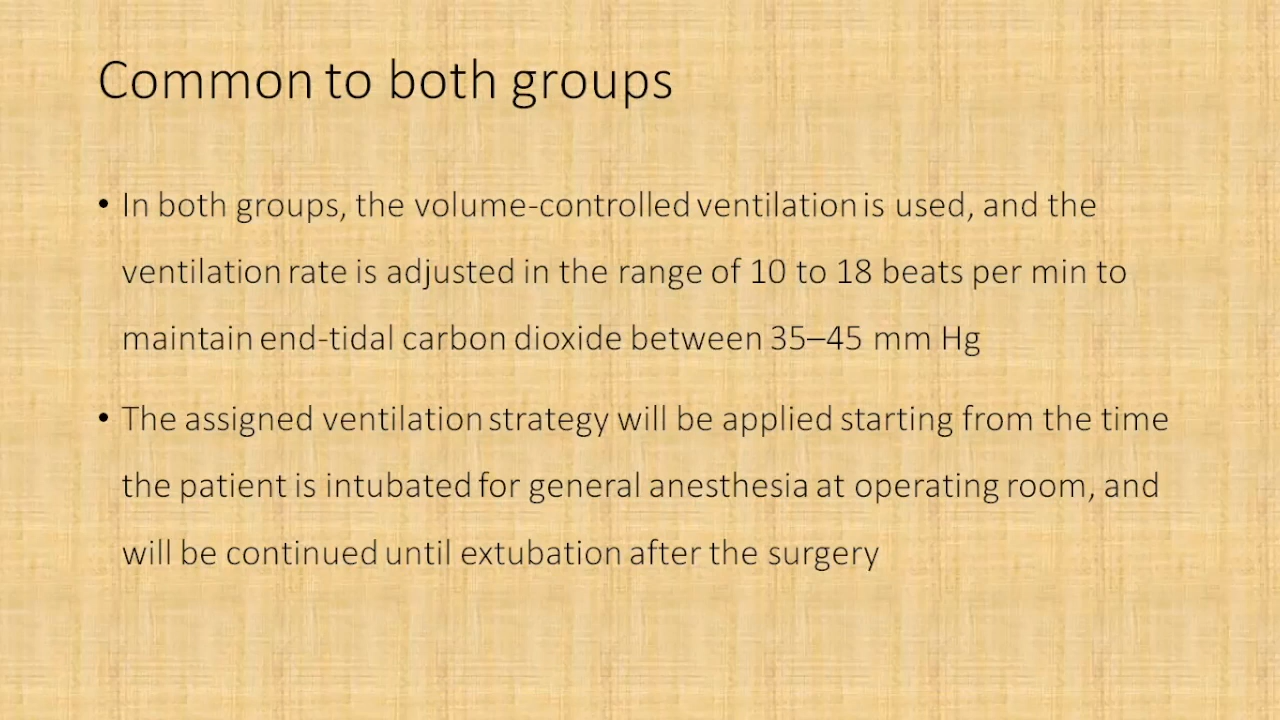 Common to both groups
• In both groups, the volume-controlled ventilation is used, and the
ventilation rate is adjusted in the range of 10 to 18 beats per min to
maintain end-tidal carbon dioxide between 35–45 mm Hg
• The assigned ventilation strategy will be applied starting from the time
the patient is intubated for general anesthesia at operating room, and
will be continued until extubation after the surgery